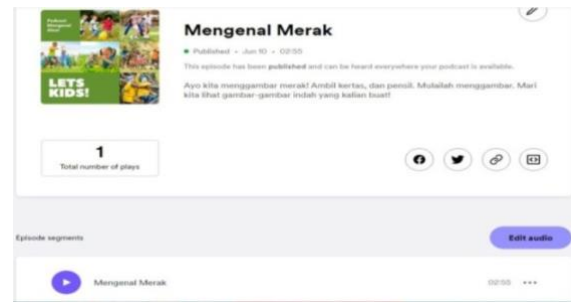 Mengenal Merak
Published • Jun 10 • 02:55
This episode has been published and can be heard everywhere your podcast is available.
Ayo kita menggambar merak! Ambil kertas, dan pensil. Mulailah menggambar. Mari
kita lihat gambar-gambar indah yang kalian buat!
LETS
KIDS!
1
Total number of plays
Episode segments
Edit audio
Mengenal Merak
02:55